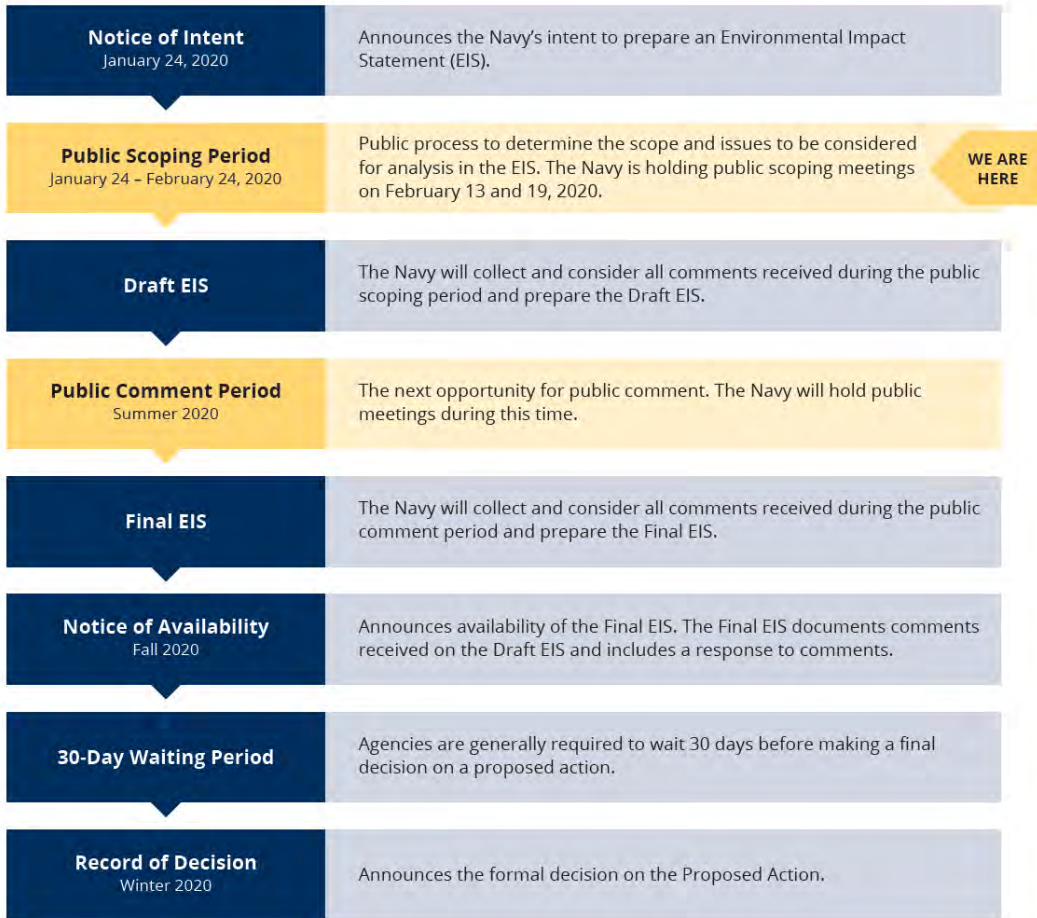 Notice of Intent
January 24, 2020
Announces the Navy's intent to prepare an Environmental Impact
Statement (EIS).
Public Scoping Period
January 24 – February 24, 2020
Public process to determine the scope and issues to be considered
for analysis in the EIS. The Navy is holding public scoping meetings
on February 13 and 19, 2020.
WE ARE
HERE
Draft EIS
The Navy will collect and consider all comments received during the public
scoping period and prepare the Draft EIS.
Public Comment Period
Summer 2020
The next opportunity for public comment. The Navy will hold public
meetings during this time.
Final EIS
The Navy will collect and consider all comments received during the public
comment period and prepare the Final EIS.
Notice of Availability
Fall 2020
Announces availability of the Final EIS. The Final EIS documents comments
received on the Draft EIS and includes a response to comments.
30-Day Waiting Period
Agencies are generally required to wait 30 days before making a final
decision on a proposed action.
Record of Decision
Winter 2020
Announces the formal decision on the Proposed Action.